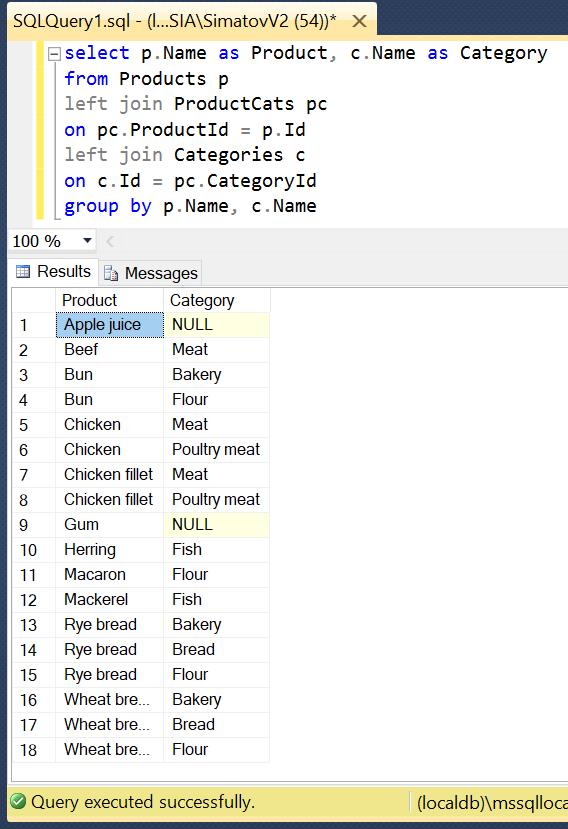 SQLQuery1.sql - (l...SIA\SimatovV2 (54))*
select p.Name as Product, c.Name as Category
from Products p
left join ProductCats pc
on pc.ProductId = p.Id
left join Categories c
on c.Id = pc.CategoryId
group by p.Name, c.Name
100 %
Results Messages
Product Category
1 Apple juice NULL
2 Beef Meat
3 Bun Bakery
4 Bun Flour
5 Chicken Meat
6 Chicken Poultry meat
7 Chicken fillet Meat
8 Chicken fillet Poultry meat
9 Gum NULL
10 Herring Fish
11 Macaron Flour
12 Mackerel Fish
13 Rye bread Bakery
14 Rye bread Bread
15 Rye bread Flour
16 Wheat bre... Bakery
17 Wheat bre... Bread
18 Wheat bre... Flour
Query executed successfully. (localdb)\mssqlloca